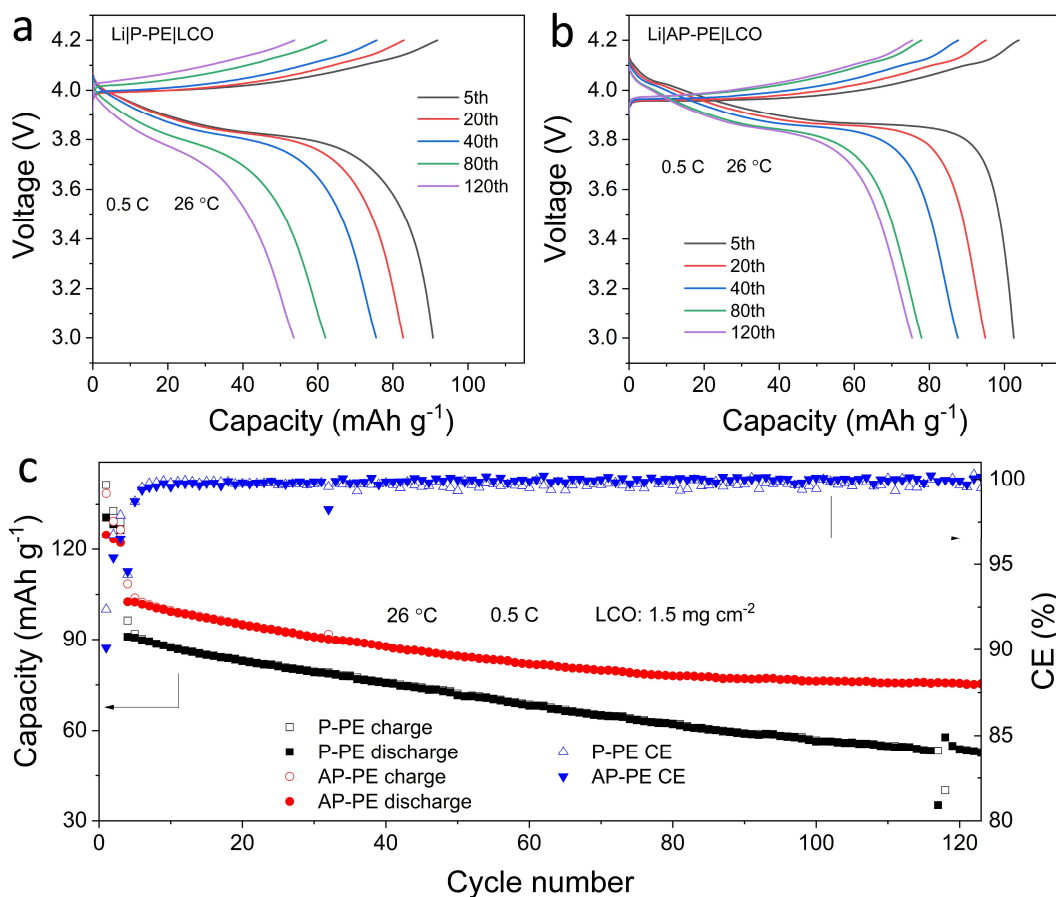 a
Li|P-PE|LCO
4.2
4.0
3.8
3.6
3.4
3.2
3.0
Voltage (V)
5th
20th
40th
80th
120th
0.5 C 26 °C
0 20 40 60 80 100
Capacity (mAh g-1)
b
Li|AP-PE|LCO
4.2
4.0
3.8
3.6
3.4
3.2
3.0
Voltage (V)
0.5 C 26 °C
5th
20th
40th
80th
120th
0 20 40 60 80 100
Capacity (mAh g-1)
c
120
90
60
30
Capacity (mAh g-1)
26 °C 0.5 C LCO: 1.5 mg cm-2
P-PE charge
P-PE discharge
AP-PE charge
AP-PE discharge
P-PE CE
AP-PE CE
100
95
90
85
80
CE (%)
0 20 40 60 80 100 120
Cycle number